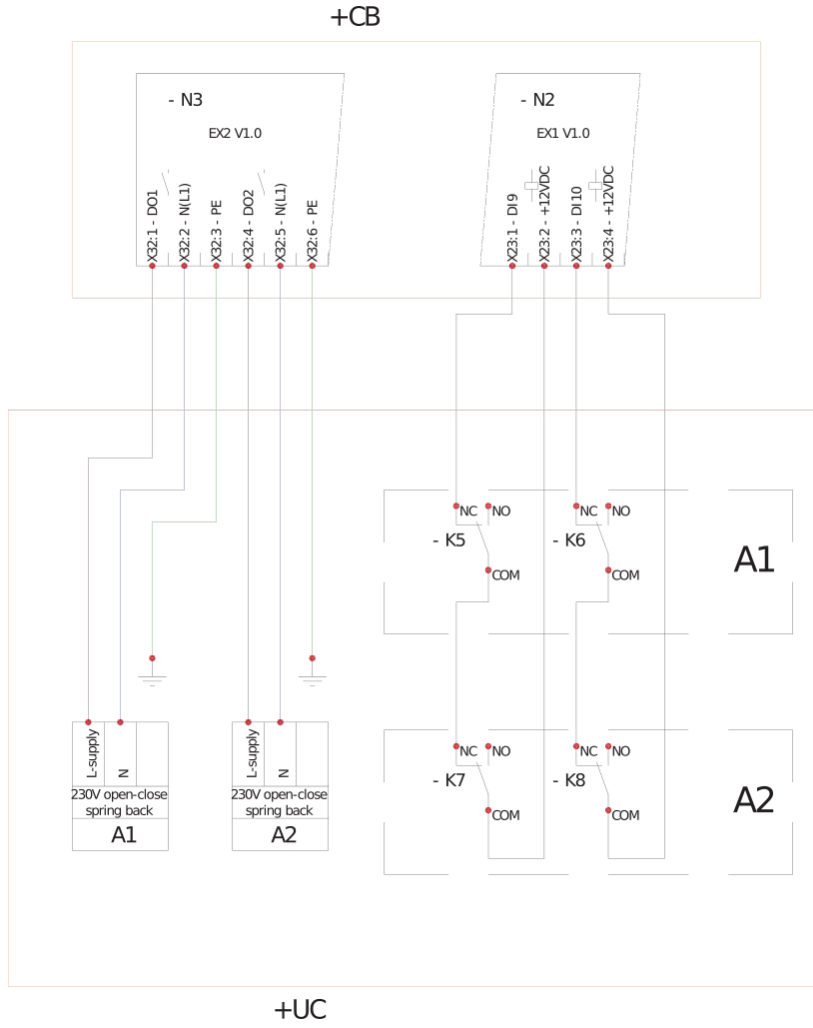 +CB
- N3
EX2 V1.0
X32:1 - DO1
X32:2 - N(L1)
X32:3 - PE
X32:4 - DO2
X32:5 - N(L1)
X32:6 - PE
- N2
EX1 V1.0
X23:1 - DI9
X23:2 - +12VDC
X23:3 - DI10
X23:4 - +12VDC
NC
NO
- K5
COM
NC
NO
- K6
COM
A1
L-supply
N
230V open-close
spring back
A1
L-supply
N
230V open-close
spring back
A2
NC
NO
- K7
COM
NC
NO
- K8
COM
A2
+UC